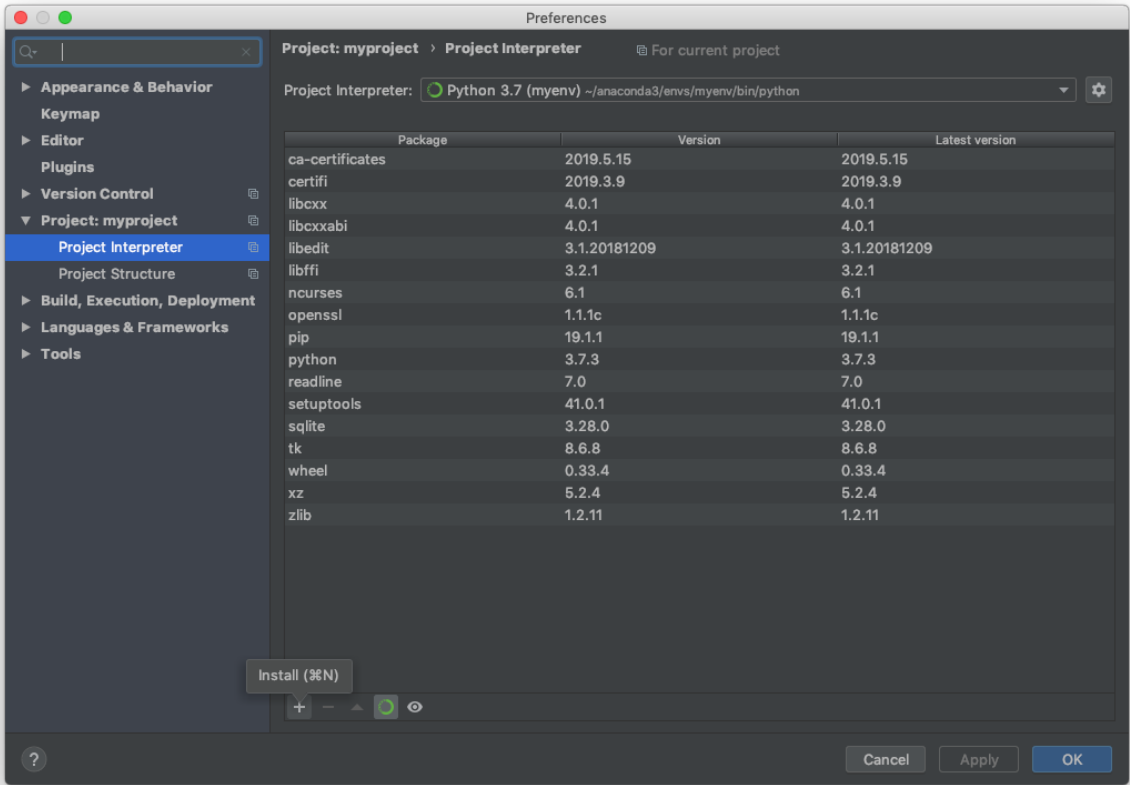 Preferences
Project: myproject › Project Interpreter For current project
Project Interpreter: Python 3.7 (myenv) ~/anaconda3/envs/myenv/bin/python
Appearance & Behavior
Keymap
Editor
Plugins
Version Control
Project: myproject
Project Interpreter
Project Structure
Build, Execution, Deployment
Languages & Frameworks
Tools
Package Version Latest version
ca-certificates 2019.5.15 2019.5.15
certifi 2019.3.9 2019.3.9
libcxx 4.0.1 4.0.1
libcxxabi 4.0.1 4.0.1
libedit 3.1.20181209 3.1.20181209
libffi 3.2.1 3.2.1
ncurses 6.1 6.1
openssl 1.1.1c 1.1.1c
pip 19.1.1 19.1.1
python 3.7.3 3.7.3
readline 7.0 7.0
setuptools 41.0.1 41.0.1
sqlite 3.28.0 3.28.0
tk 8.6.8 8.6.8
wheel 0.33.4 0.33.4
xz 5.2.4 5.2.4
zlib 1.2.11 1.2.11
Install (⌘N)
? Cancel Apply OK